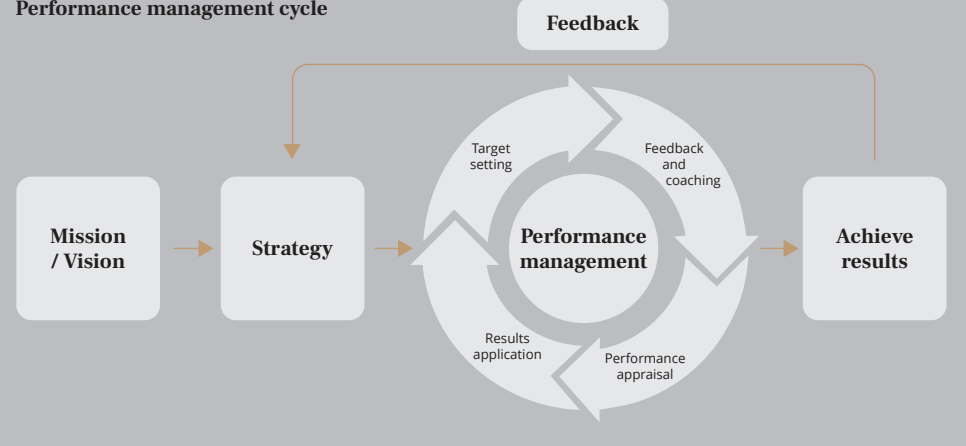 Performance management cycle
Feedback
Mission
/ Vision
Strategy
Target
setting
Feedback
and
coaching
Performance
management
Results
application
Performance
appraisal
Achieve
results